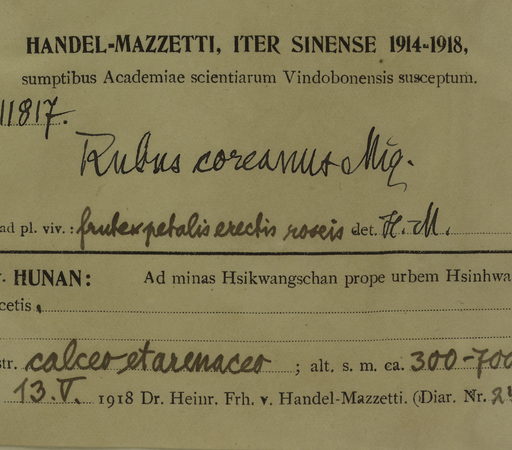 HANDEL-MAZZETTI, ITER SINENSE 1914-1918,
sumptibus Academiae scientiarum Vindobonensis susceptum.
11817.
Rubus coreanus Miq.
ad pl. viv.: frutex petalis erectis roseis det. H. M.
HUNAN: Ad minas Hsikwangschan prope urbem Hsinhwa
cetis,
str. calceo et arenaceo ; alt. s. m. ca. 300-700
13. V. 1918 Dr. Heinr. Frh. v. Handel-Mazzetti. (Diar. Nr.